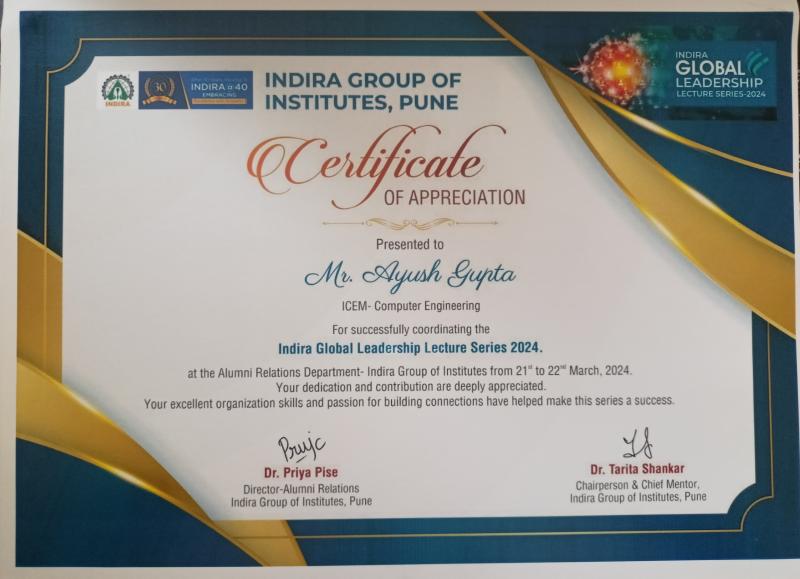 INDIRA
30
INDIRA @ 40
EMBRACING
INDIRA GROUP OF
INSTITUTES, PUNE
INDIRA
GLOBAL
LEADERSHIP
LECTURE SERIES-2024
Certificate
OF APPRECIATION
Presented to
Mr. Ayush Gupta
ICEM- Computer Engineering
For successfully coordinating the
Indira Global Leadership Lecture Series 2024.
at the Alumni Relations Department- Indira Group of Institutes from 21st to 22nd March, 2024.
Your dedication and contribution are deeply appreciated.
Your excellent organization skills and passion for building connections have helped make this series a success.
Dr. Priya Pise
Director-Alumni Relations
Indira Group of Institutes, Pune
Dr. Tarita Shankar
Chairperson & Chief Mentor,
Indira Group of Institutes, Pune